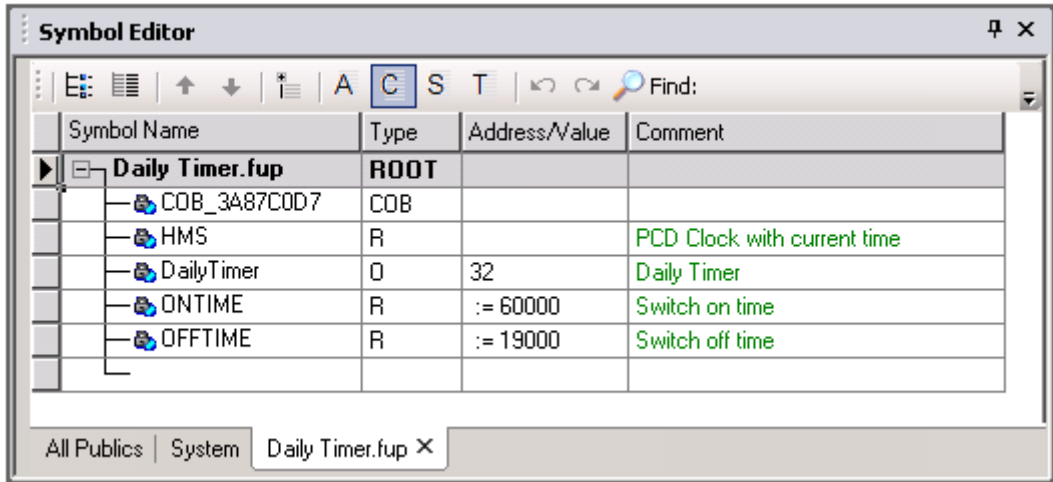 Symbol Editor
A C S T Find:
Symbol Name Type Address/Value Comment
Daily Timer.fup ROOT
COB_3A87C0D7 COB
HMS R PCD Clock with current time
DailyTimer O 32 Daily Timer
ONTIME R := 60000 Switch on time
OFFTIME R := 19000 Switch off time
All Publics System Daily Timer.fup